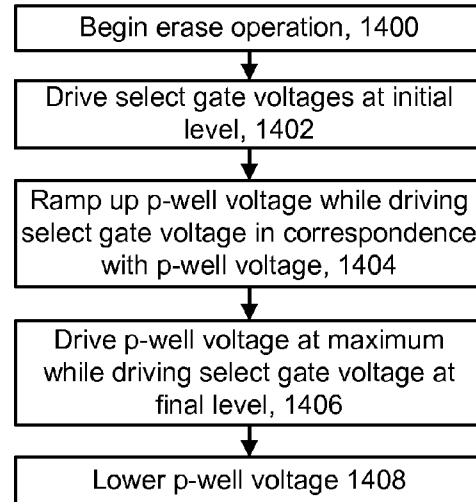 Begin erase operation, 1400
Drive select gate voltages at initial
level, 1402
Ramp up p-well voltage while driving
select gate voltage in correspondence
with p-well voltage, 1404
Drive p-well voltage at maximum
while driving select gate voltage at
final level, 1406
Lower p-well voltage 1408